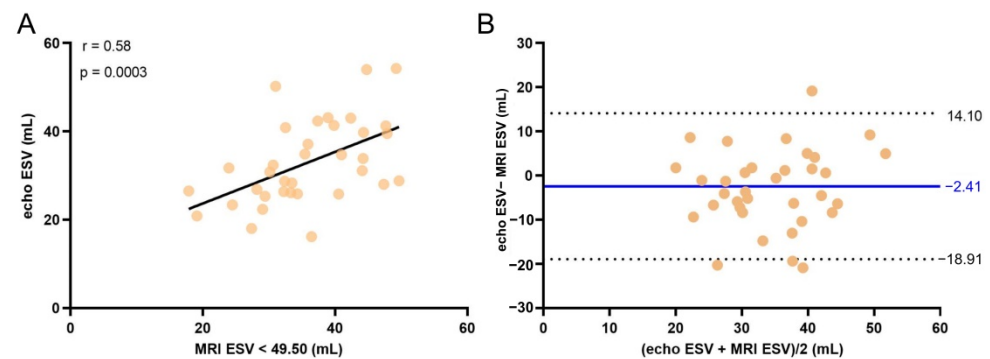 A
r = 0.58
p = 0.0003
60
40
20
0
echo ESV (mL)
0 20 40 60
MRI ESV < 49.50 (mL)
B
30
20
10
0
−10
−20
−30
echo ESV− MRI ESV (mL)
14.10
−2.41
−18.91
0 10 20 30 40 50 60
(echo ESV + MRI ESV)/2 (mL)